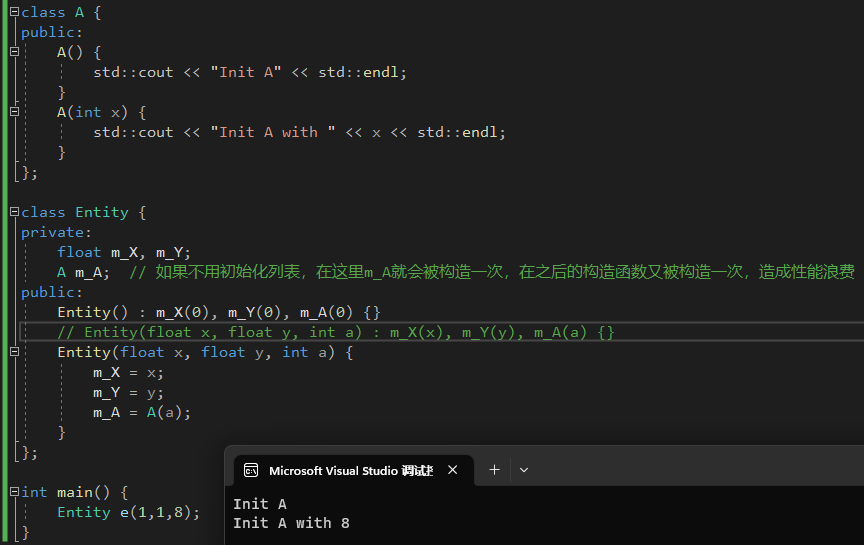 class A {
public:
    A() {
        std::cout << "Init A" << std::endl;
    }
    A(int x) {
        std::cout << "Init A with " << x << std::endl;
    }
};
class Entity {
private:
    float m_X, m_Y;
    A m_A;  // 如果不用初始化列表，在这里m_A就会被构造一次，在之后的构造函数又被构造一次，造成性能浪费
public:
    Entity() : m_X(0), m_Y(0), m_A(0) {}
    // Entity(float x, float y, int a) : m_X(x), m_Y(y), m_A(a) {}
    Entity(float x, float y, int a) {
        m_X = x;
        m_Y = y;
        m_A = A(a);
    }
};
int main() {
    Entity e(1,1,8);
}
Microsoft Visual Studio 调试
Init A
Init A with 8